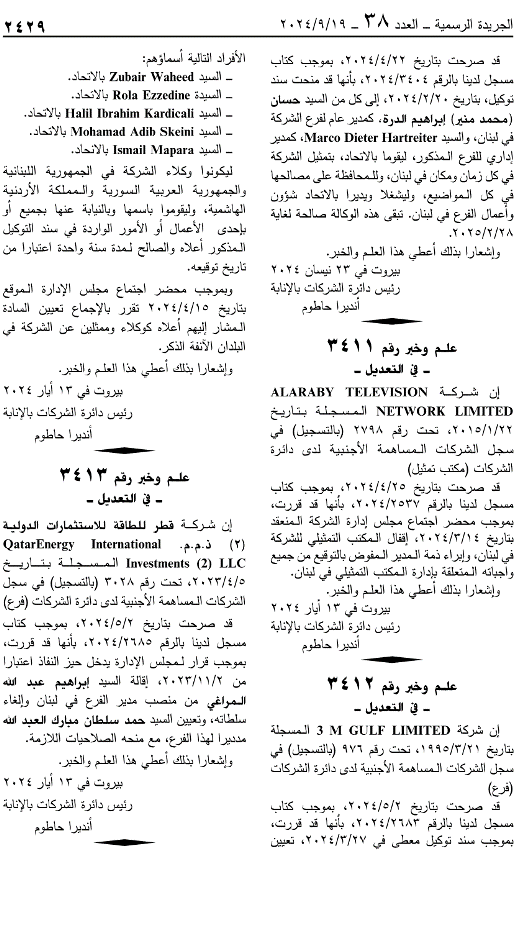 الجريدة الرسمية ـ العدد ٣٨ ـ ٢٠٢٤/٩/١٩
٢٤٢٩
قد صرحت بتاريخ ٢٠٢٤/٤/٢٢، بموجب كتاب
مسجل لدينا بالرقم ٢٠٢٤/٣٤٠٤، بأنها قد منحت سند
توكيل، بتاريخ ٢٠٢٤/٢/٢٠، إلى كل من السيد حسان
(محمد منير) إبراهيم الدرة، كمدير عام لفرع الشركة
في لبنان، والسيد Marco Dieter Hartreiter، كمدير
إداري للفرع المذكور، ليقوما بالاتحاد، بتمثيل الشركة
في كل زمان ومكان في لبنان، وللمحافظة على مصالحها
في كل المواضيع، وليشغلا ويديرا بالاتحاد شؤون
وأعمال الفرع في لبنان. تبقى هذه الوكالة صالحة لغاية
٢٠٢٥/٢/٢٨.
وإشعارا بذلك أعطي هذا العلم والخبر.
بيروت في ٢٣ نيسان ٢٠٢٤
رئيس دائرة الشركات بالإنابة
أنديرا حاطوم
علم وخبر رقم ٣٤١١
ـ في التعديل ـ
إن شركة ALARABY TELEVISION
NETWORK LIMITED المسجلة بتاريخ
٢٠١٥/١/٢٢، تحت رقم ٢٧٩٨ (بالتسجيل) في
سجل الشركات المساهمة الأجنبية لدى دائرة
الشركات (مكتب تمثيل)
قد صرحت بتاريخ ٢٠٢٤/٤/٢٥، بموجب كتاب
مسجل لدينا بالرقم ٢٠٢٤/٢٥٣٧، بأنها قد قررت،
بموجب محضر اجتماع مجلس إدارة الشركة المنعقد
بتاريخ ٢٠٢٤/٣/١٤، إقفال المكتب التمثيلي للشركة
في لبنان، وإبراء ذمة المدير المفوض بالتوقيع من جميع
واجباته المتعلقة بإدارة المكتب التمثيلي في لبنان.
وإشعارا بذلك أعطي هذا العلم والخبر.
بيروت في ١٣ أيار ٢٠٢٤
رئيس دائرة الشركات بالإنابة
أنديرا حاطوم
علم وخبر رقم ٣٤١٢
ـ في التعديل ـ
إن شركة 3 M GULF LIMITED المسجلة
بتاريخ ١٩٩٥/٣/٢١، تحت رقم ٩٧٦ (بالتسجيل) في
سجل الشركات المساهمة الأجنبية لدى دائرة الشركات
(فرع)
قد صرحت بتاريخ ٢٠٢٤/٥/٢، بموجب كتاب
مسجل لدينا بالرقم ٢٠٢٤/٢٦٨٣، بأنها قد قررت،
بموجب سند توكيل معطى في ٢٠٢٤/٣/٢٧، تعيين
الأفراد التالية أسماؤهم:
ـ السيد Zubair Waheed بالاتحاد.
ـ السيدة Rola Ezzedine بالاتحاد.
ـ السيد Halil Ibrahim Kardicali بالاتحاد.
ـ السيد Mohamad Adib Skeini بالاتحاد.
ـ السيد Ismail Mapara بالاتحاد.
ليكونوا وكلاء الشركة في الجمهورية اللبنانية
والجمهورية العربية السورية والمملكة الأردنية
الهاشمية، وليقوموا باسمها وبالنيابة عنها بجميع أو
بإحدى الأعمال أو الأمور الواردة في سند التوكيل
المذكور أعلاه والصالح لمدة سنة واحدة اعتبارا من
تاريخ توقيعه.
وبموجب محضر اجتماع مجلس الإدارة الموقع
بتاريخ ٢٠٢٤/٤/١٥ تقرر بالإجماع تعيين السادة
المشار إليهم أعلاه كوكلاء وممثلين عن الشركة في
البلدان الآنفة الذكر.
وإشعارا بذلك أعطي هذا العلم والخبر.
بيروت في ١٣ أيار ٢٠٢٤
رئيس دائرة الشركات بالإنابة
أنديرا حاطوم
علم وخبر رقم ٣٤١٣
ـ في التعديل ـ
إن شركة قطر للطاقة للاستثمارات الدولية
(٢) ذ.م.م. QatarEnergy International
Investments (2) LLC المسجلة بتاريخ
٢٠٢٣/٤/٥، تحت رقم ٣٠٢٨ (بالتسجيل) في سجل
الشركات المساهمة الأجنبية لدى دائرة الشركات (فرع)
قد صرحت بتاريخ ٢٠٢٤/٥/٢، بموجب كتاب
مسجل لدينا بالرقم ٢٠٢٤/٢٦٨٥، بأنها قد قررت،
بموجب قرار لمجلس الإدارة يدخل حيز النفاذ اعتبارا
من ٢٠٢٣/١١/٢، إقالة السيد إبراهيم عبد الله
المراغي من منصب مدير الفرع في لبنان وإلغاء
سلطاته، وتعيين السيد حمد سلطان مبارك العبد الله
مدديرا لهذا الفرع، مع منحه الصلاحيات اللازمة.
وإشعارا بذلك أعطي هذا العلم والخبر.
بيروت في ١٣ أيار ٢٠٢٤
رئيس دائرة الشركات بالإنابة
أنديرا حاطوم